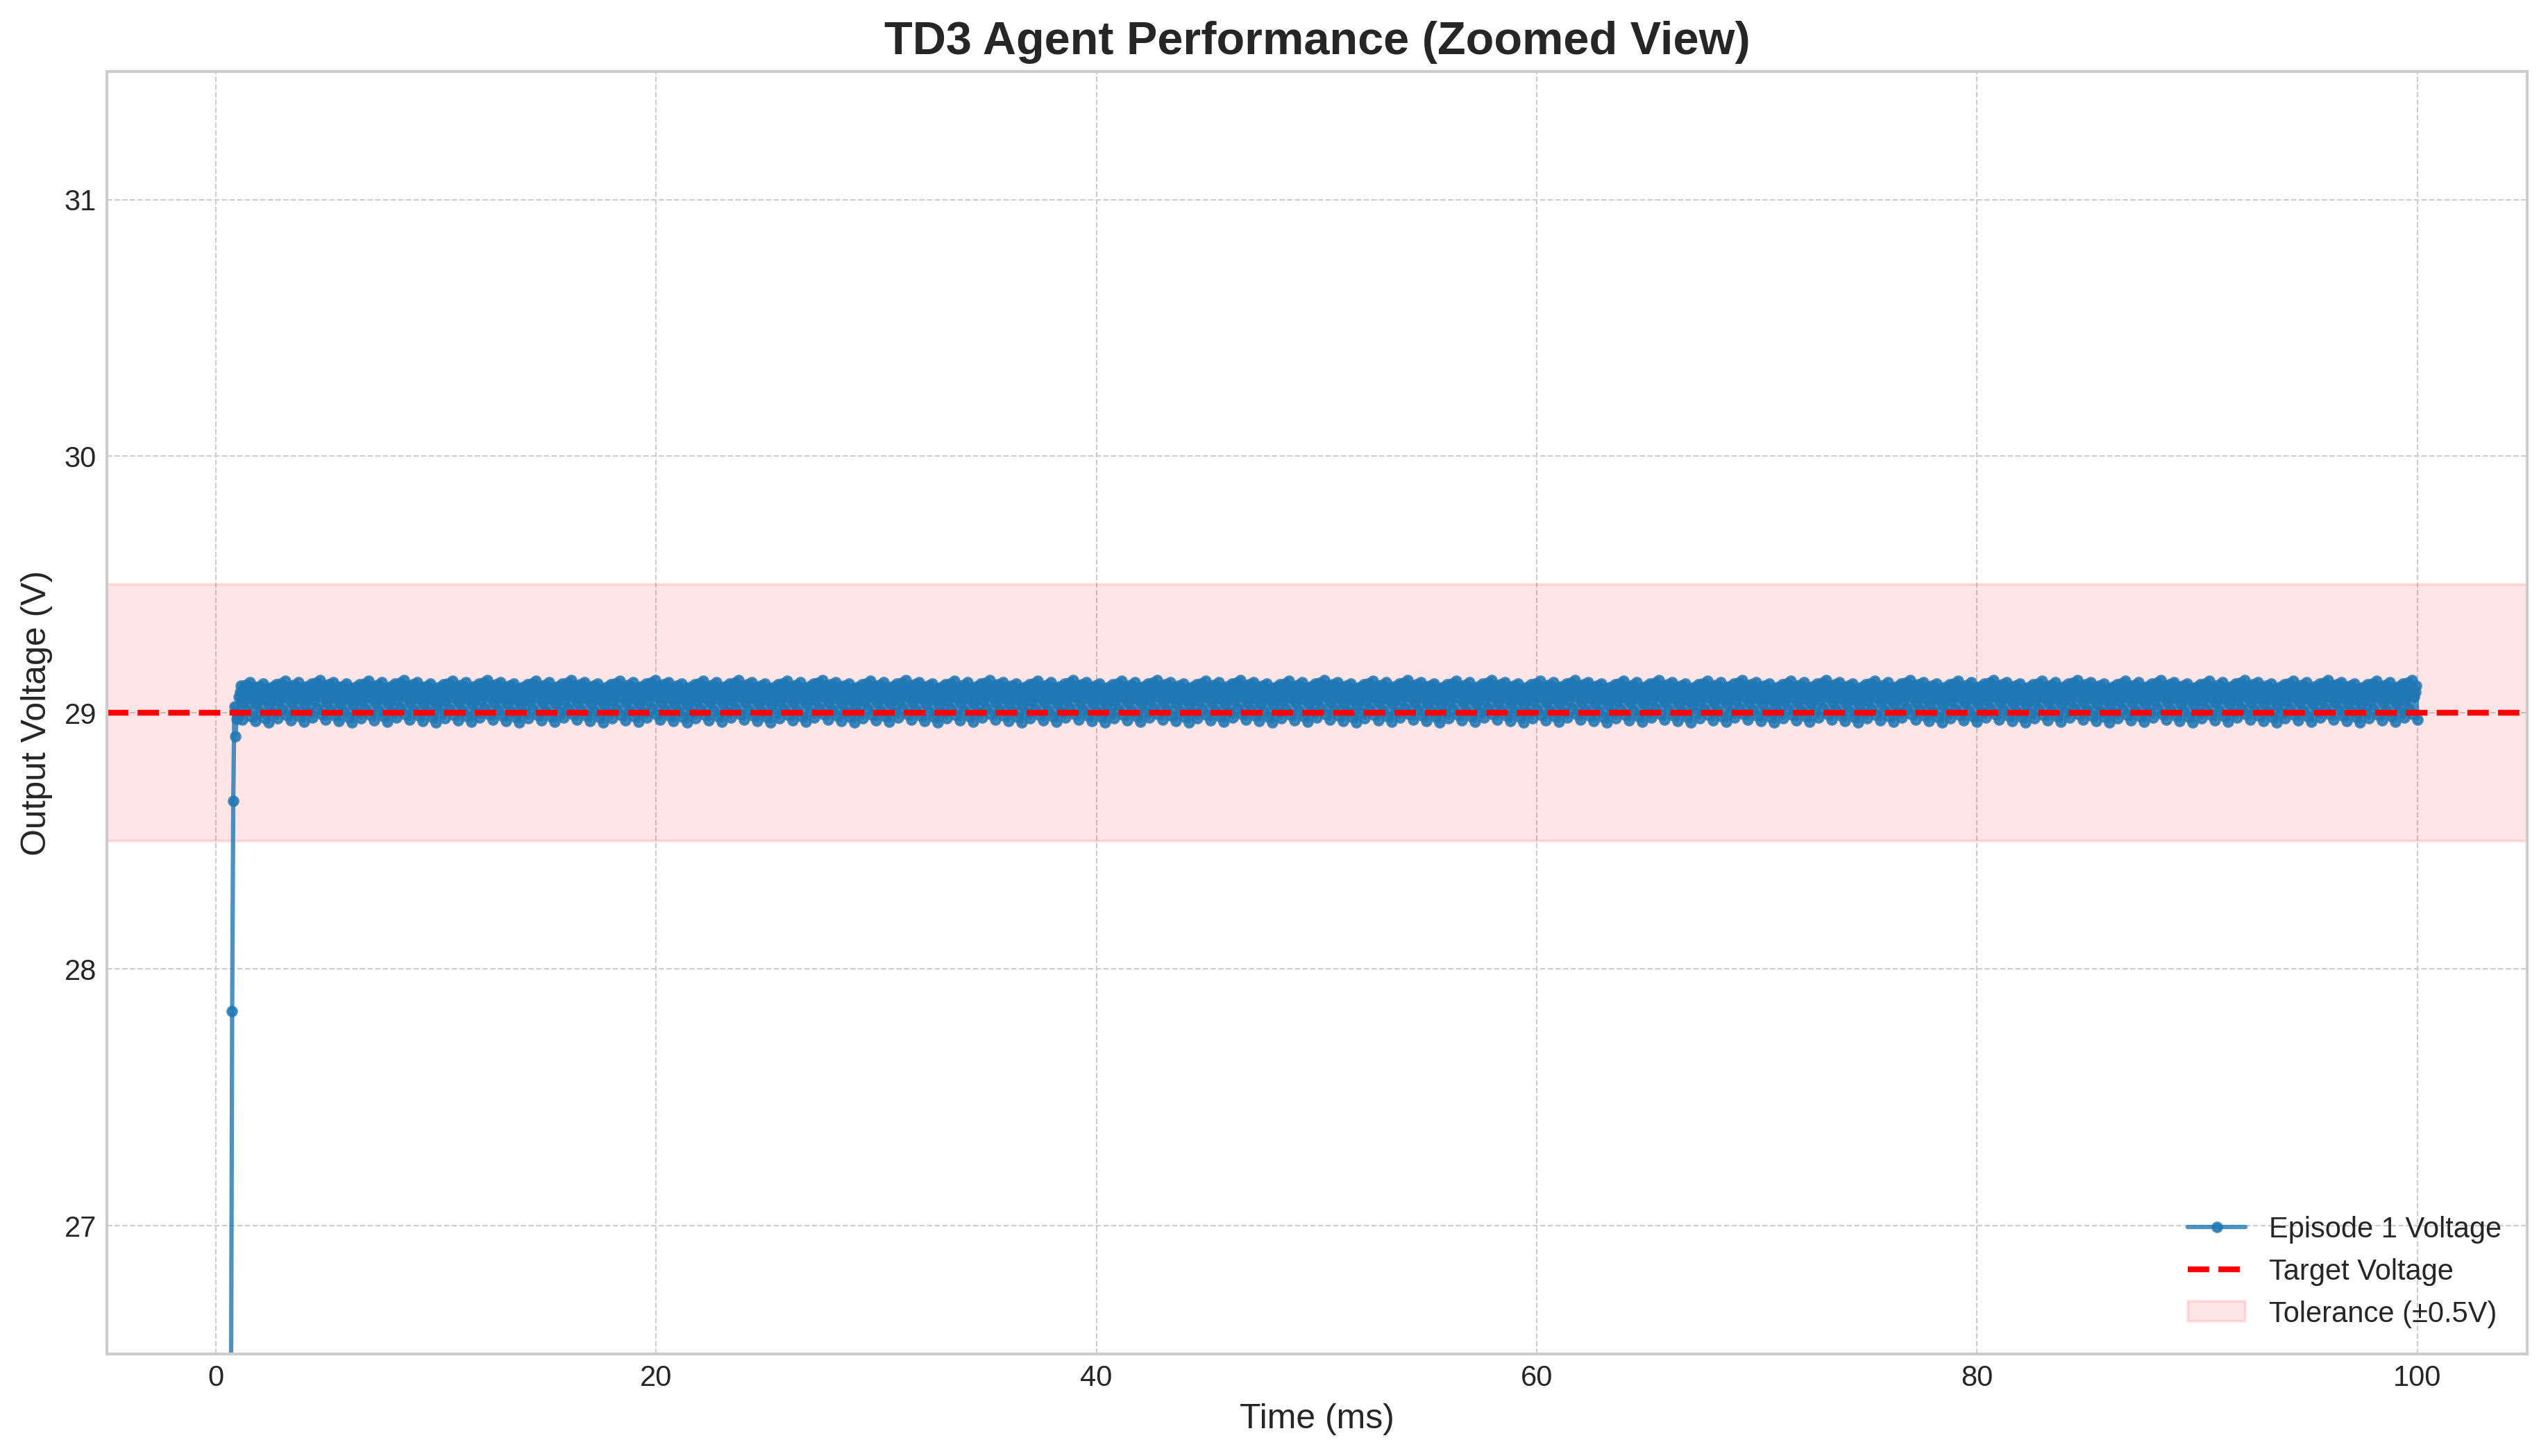 TD3 Agent Performance (Zoomed View)
31
30
29
28
27
Output Voltage (V)
0 20 40 60 80 100
Time (ms)
Episode 1 Voltage
Target Voltage
Tolerance (±0.5V)